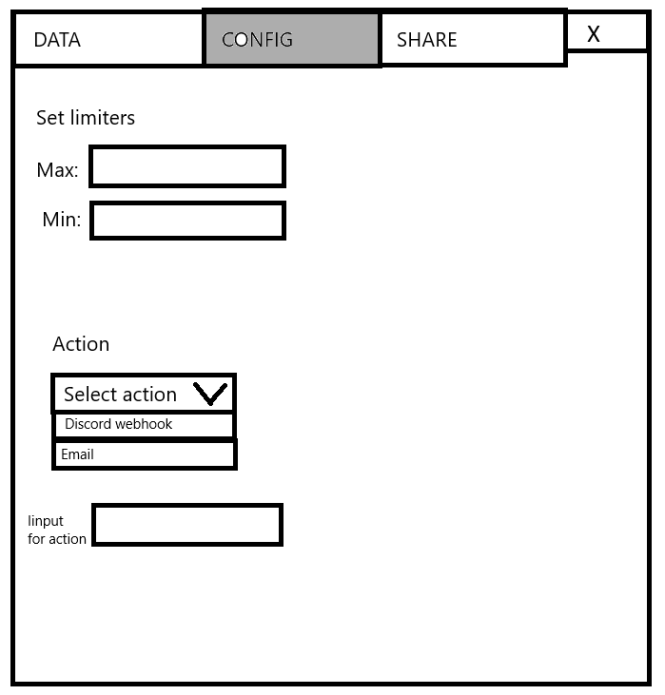 DATA
CONFIG
SHARE
X
Set limiters
Max:
Min:
Action
Select action
Discord webhook
Email
Iinput
for action